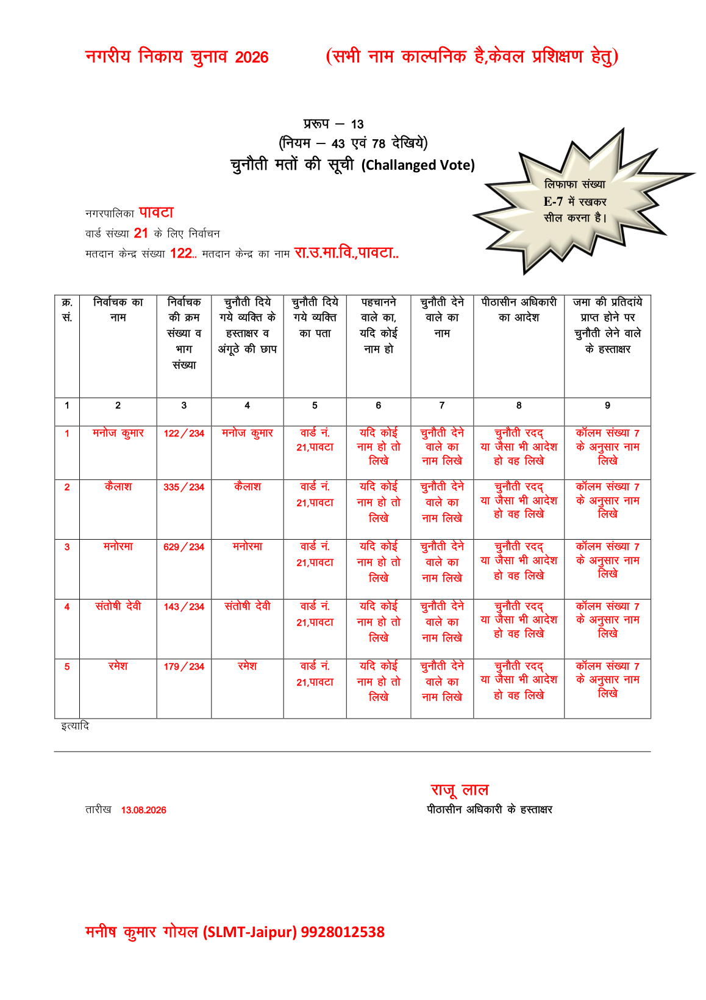 नगरीय निकाय चुनाव 2026 (सभी नाम काल्पनिक है,केवल प्रशिक्षण हेतु)
प्ररूप – 13
(नियम – 43 एवं 78 देखिये)
चुनौती मतों की सूची (Challanged Vote)
लिफाफा संख्या
E-7 में रखकर
सील करना है।
नगरपालिका पावटा
वार्ड संख्या 21 के लिए निर्वाचन
मतदान केन्द्र संख्या 122.. मतदान केन्द्र का नाम रा.उ.मा.वि.,पावटा..
क्र. सं. | निर्वाचक का नाम | निर्वाचक की क्रम संख्या व भाग संख्या | चुनौती दिये गये व्यक्ति के हस्ताक्षर व अंगूठे की छाप | चुनौती दिये गये व्यक्ति का पता | पहचानने वाले का, यदि कोई नाम हो | चुनौती देने वाले का नाम | पीठासीन अधिकारी का आदेश | जमा की प्रतिदांये प्राप्त होने पर चुनौती लेने वाले के हस्ताक्षर
1 | 2 | 3 | 4 | 5 | 6 | 7 | 8 | 9
1 | मनोज कुमार | 122/234 | मनोज कुमार | वार्ड नं. 21,पावटा | यदि कोई नाम हो तो लिखे | चुनौती देने वाले का नाम लिखे | चुनौती रदद् या जैसा भी आदेश हो वह लिखे | कॉलम संख्या 7 के अनुसार नाम लिखे
2 | कैलाश | 335/234 | कैलाश | वार्ड नं. 21,पावटा | यदि कोई नाम हो तो लिखे | चुनौती देने वाले का नाम लिखे | चुनौती रदद् या जैसा भी आदेश हो वह लिखे | कॉलम संख्या 7 के अनुसार नाम लिखे
3 | मनोरमा | 629/234 | मनोरमा | वार्ड नं. 21,पावटा | यदि कोई नाम हो तो लिखे | चुनौती देने वाले का नाम लिखे | चुनौती रदद् या जैसा भी आदेश हो वह लिखे | कॉलम संख्या 7 के अनुसार नाम लिखे
4 | संतोषी देवी | 143/234 | संतोषी देवी | वार्ड नं. 21,पावटा | यदि कोई नाम हो तो लिखे | चुनौती देने वाले का नाम लिखे | चुनौती रदद् या जैसा भी आदेश हो वह लिखे | कॉलम संख्या 7 के अनुसार नाम लिखे
5 | रमेश | 179/234 | रमेश | वार्ड नं. 21,पावटा | यदि कोई नाम हो तो लिखे | चुनौती देने वाले का नाम लिखे | चुनौती रदद् या जैसा भी आदेश हो वह लिखे | कॉलम संख्या 7 के अनुसार नाम लिखे
इत्यादि
राजू लाल
तारीख 13.08.2026 पीठासीन अधिकारी के हस्ताक्षर
मनीष कुमार गोयल (SLMT-Jaipur) 9928012538